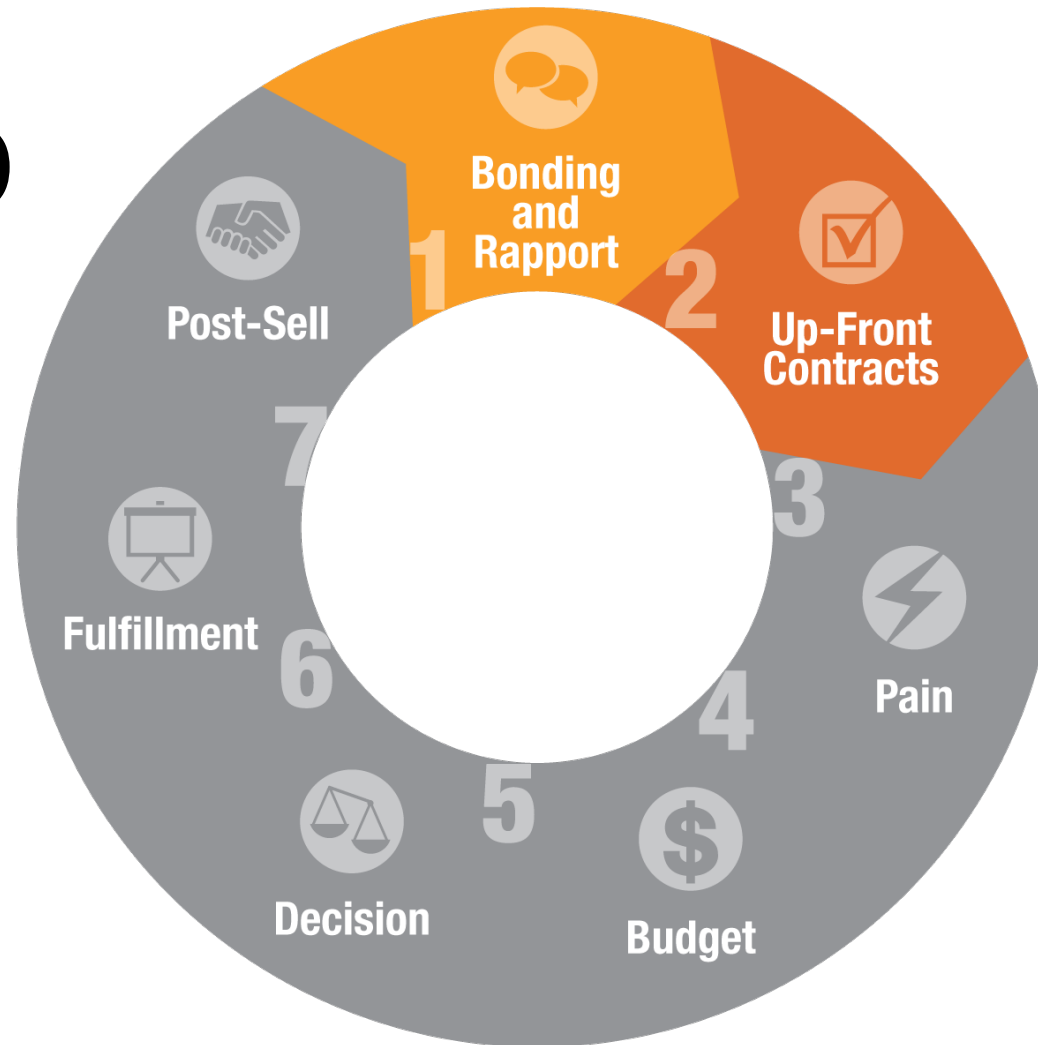 1
Bonding
and
Rapport
2
Up-Front
Contracts
3
Pain
4
$
Budget
5
Decision
6
Fulfillment
7
Post-Sell